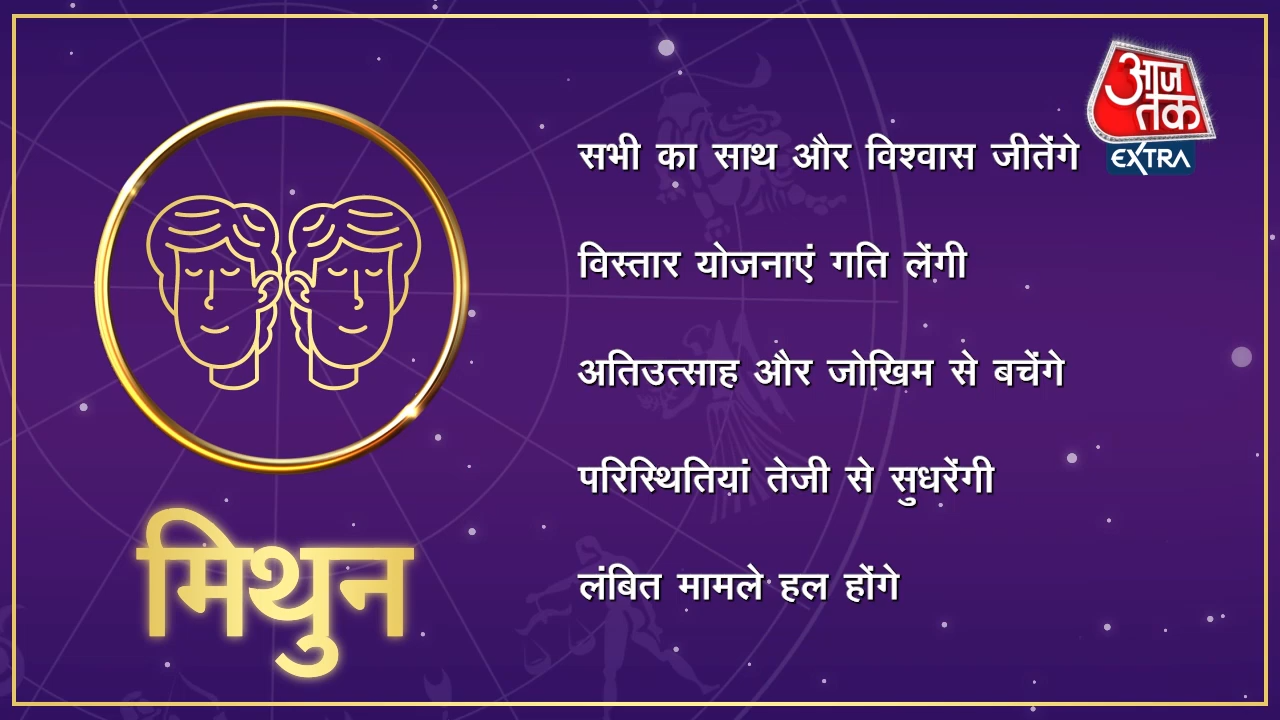 आज
तक
EXTRA
सभी का साथ और विश्वास जीतेंगे
विस्तार योजनाएं गति लेंगी
अतिउत्साह और जोखिम से बचेंगे
परिस्थितियां तेजी से सुधरेंगी
लंबित मामले हल होंगे
मिथुन